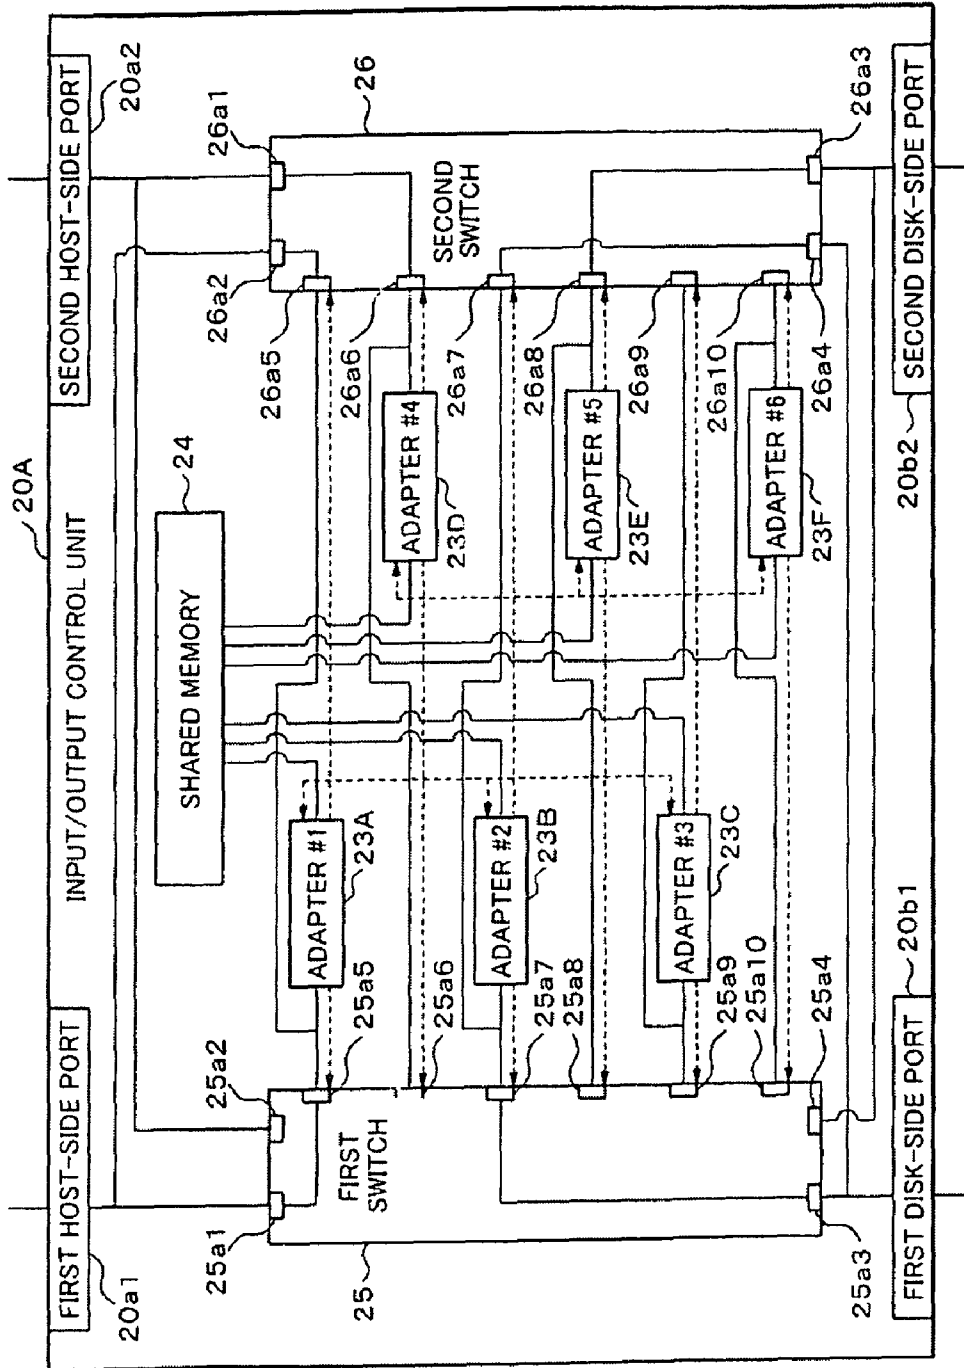 20A
INPUT/OUTPUT CONTROL UNIT
FIRST HOST-SIDE PORT
20a1
SECOND HOST-SIDE PORT
20a2
SHARED MEMORY
24
25
25a1
25a2
FIRST
SWITCH
26a2
26a1
26
SECOND
SWITCH
25a5
ADAPTER #1
23A
26a5
25a6
ADAPTER #4
23D
26a6
25a7
ADAPTER #2
23B
26a7
25a8
ADAPTER #5
23E
26a8
25a9
ADAPTER #3
23C
26a9
25a10
ADAPTER #6
23F
26a10
25a3
25a4
26a4
26a3
FIRST DISK-SIDE PORT
20b1
SECOND DISK-SIDE PORT
20b2